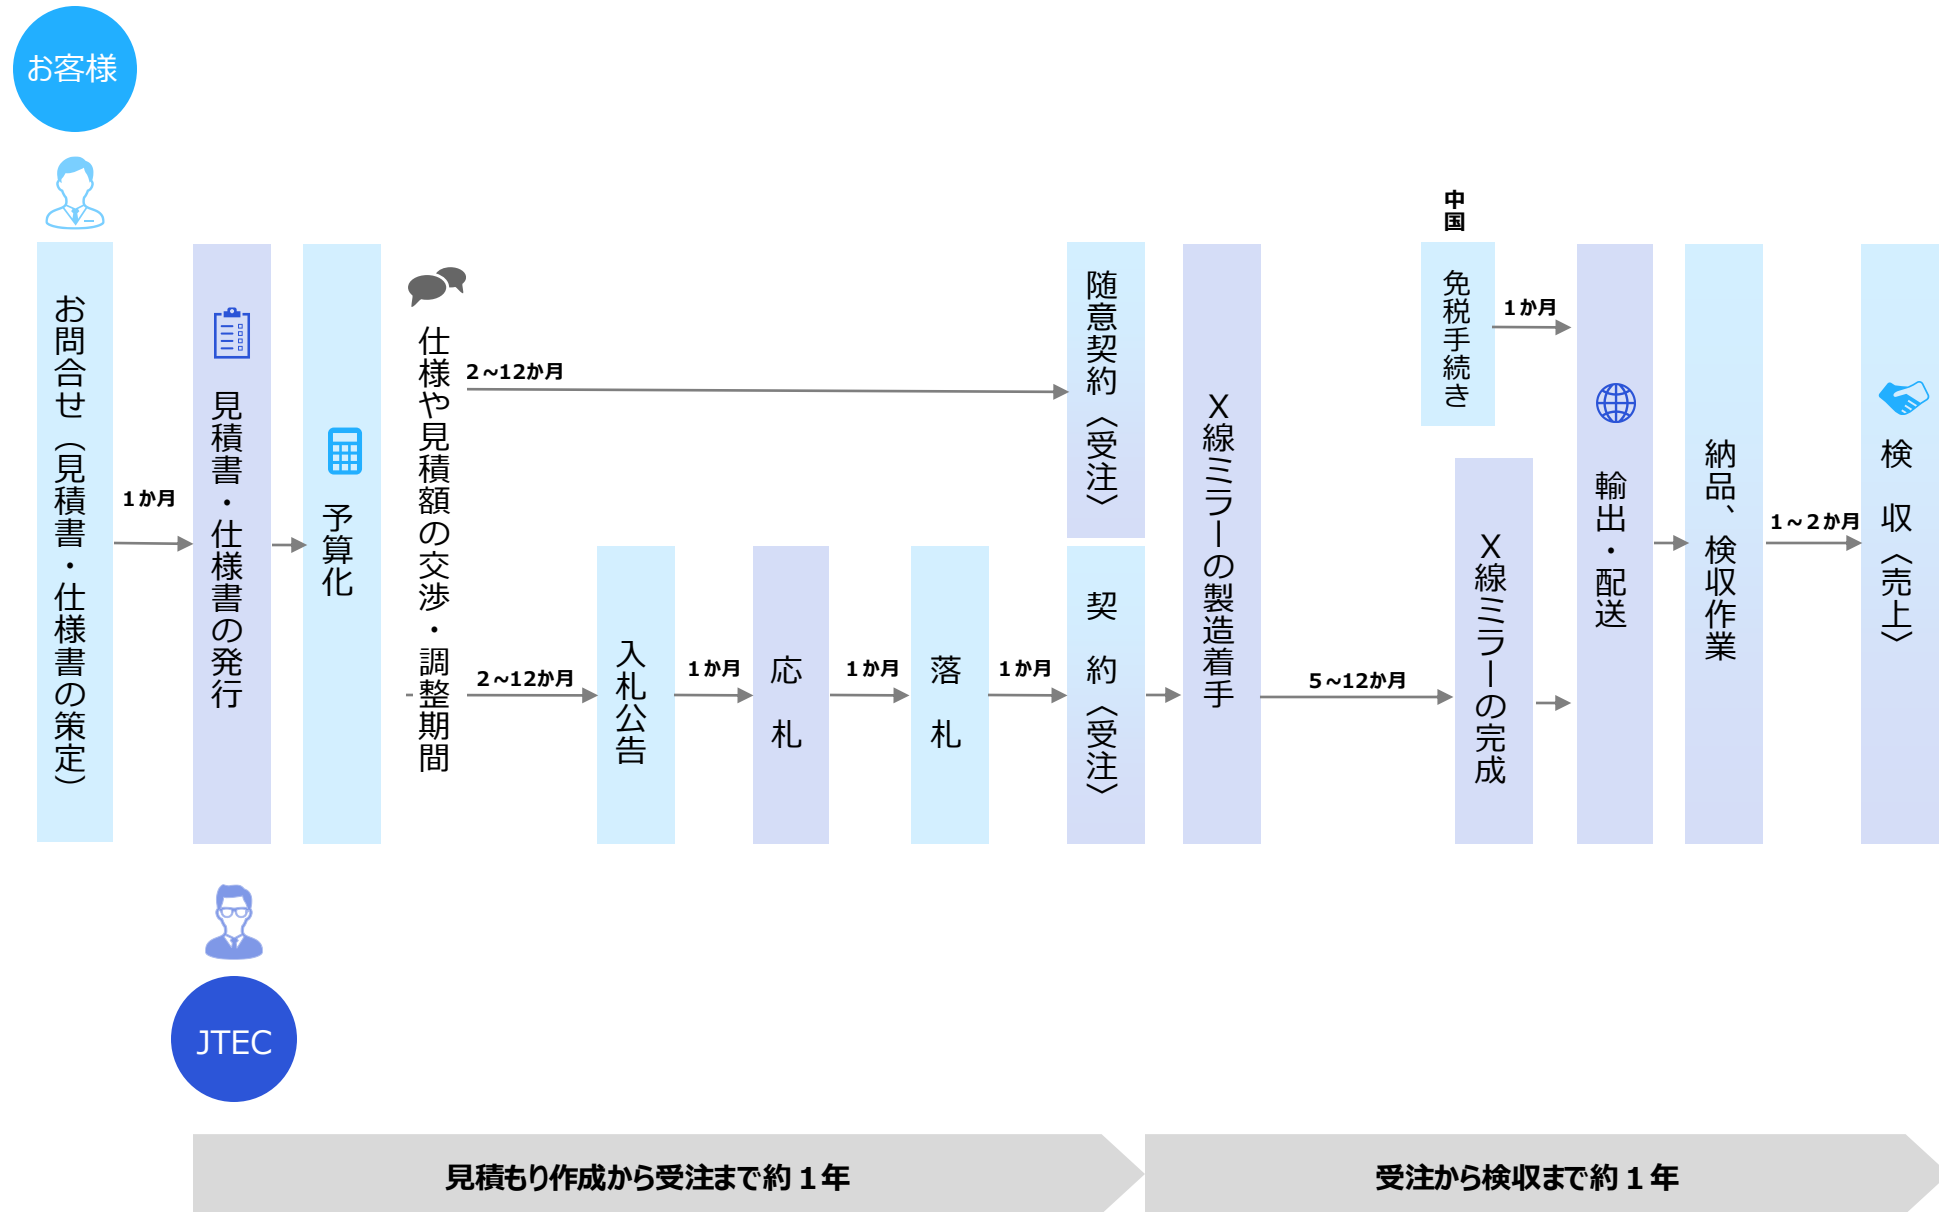 お客様
お問合せ（見積書・仕様書の策定）
1か月
見積書・仕様書の発行
予算化
仕様や見積額の交渉・調整期間
2~12か月
随意契約〈受注〉
2~12か月
入札公告
1か月
応 札
1か月
落 札
1か月
契 約〈受注〉
X線ミラーの製造着手
5~12か月
中国
免税手続き
1か月
X線ミラーの完成
輸出・配送
納品、検収作業
1~2か月
検 収〈売上〉
JTEC
見積もり作成から受注まで約1年
受注から検収まで約1年